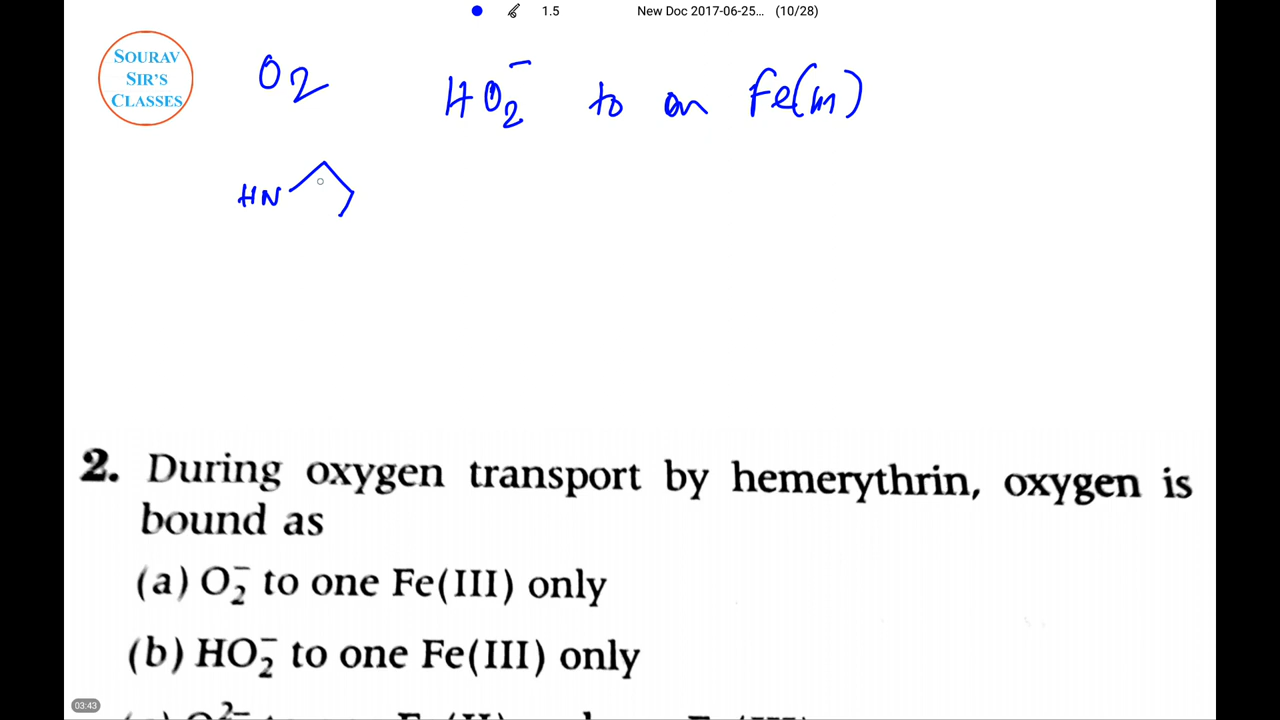 1.5 New Doc 2017-06-25... (10/28)
SOURAV
SIR'S
CLASSES
O2 HO2⁻ to on Fe(III)
HN
2. During oxygen transport by hemerythrin, oxygen is
bound as
(a) O₂⁻ to one Fe(III) only
(b) HO₂⁻ to one Fe(III) only
03:43